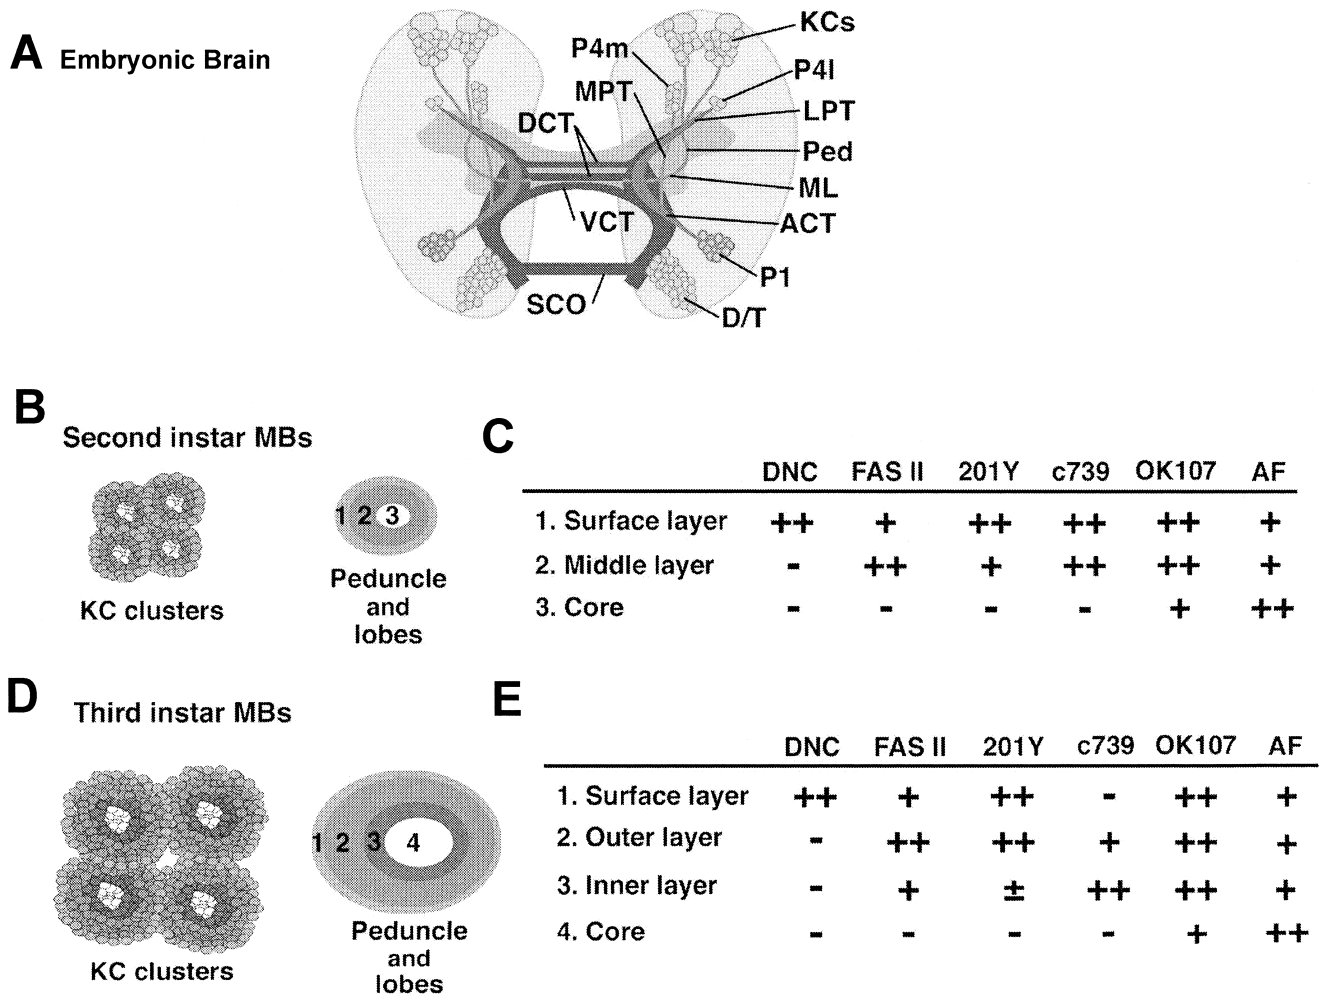 A Embryonic Brain
KCs
P4m
P4l
MPT
LPT
DCT
Ped
ML
VCT
ACT
P1
SCO
D/T
B
Second instar MBs
1 2 3
KC clusters
Peduncle
and
lobes
C
DNC FAS II 201Y c739 OK107 AF
1. Surface layer ++ + ++ ++ ++ +
2. Middle layer - ++ + ++ ++ +
3. Core - - - - + ++
D
Third instar MBs
1 2 3 4
KC clusters
Peduncle
and
lobes
E
DNC FAS II 201Y c739 OK107 AF
1. Surface layer ++ + ++ - ++ +
2. Outer layer - ++ ++ + ++ +
3. Inner layer - + ± ++ ++ +
4. Core - - - - + ++